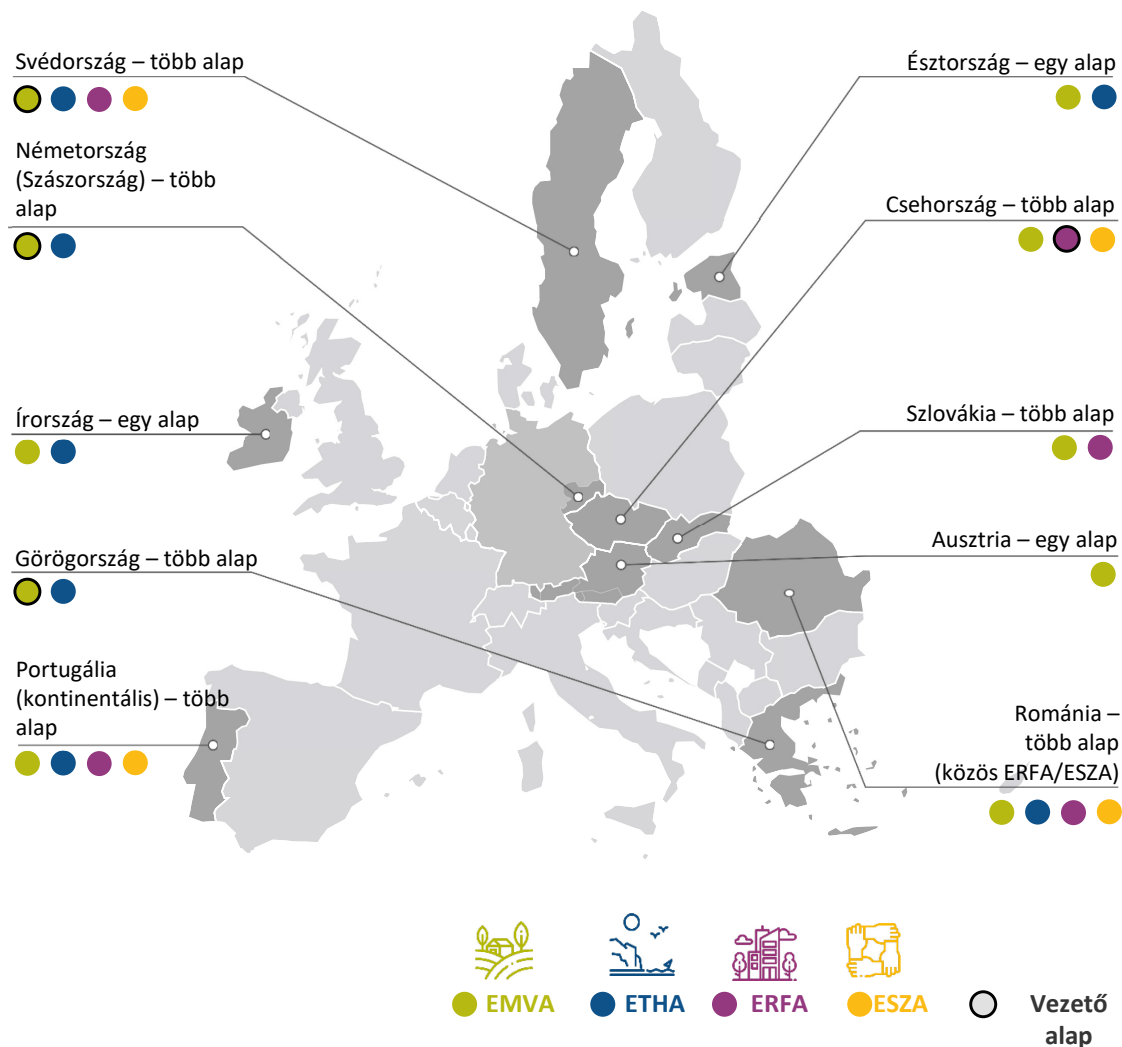 Svédország – több alap
Németország
(Szászország) – több
alap
Írország – egy alap
Görögország – több alap
Portugália
(kontinentális) – több
alap
Észtország – egy alap
Csehország – több alap
Szlovákia – több alap
Ausztria – egy alap
Románia –
több alap
(közös ERFA/ESZA)
EMVA
ETHA
ERFA
ESZA
Vezető
alap